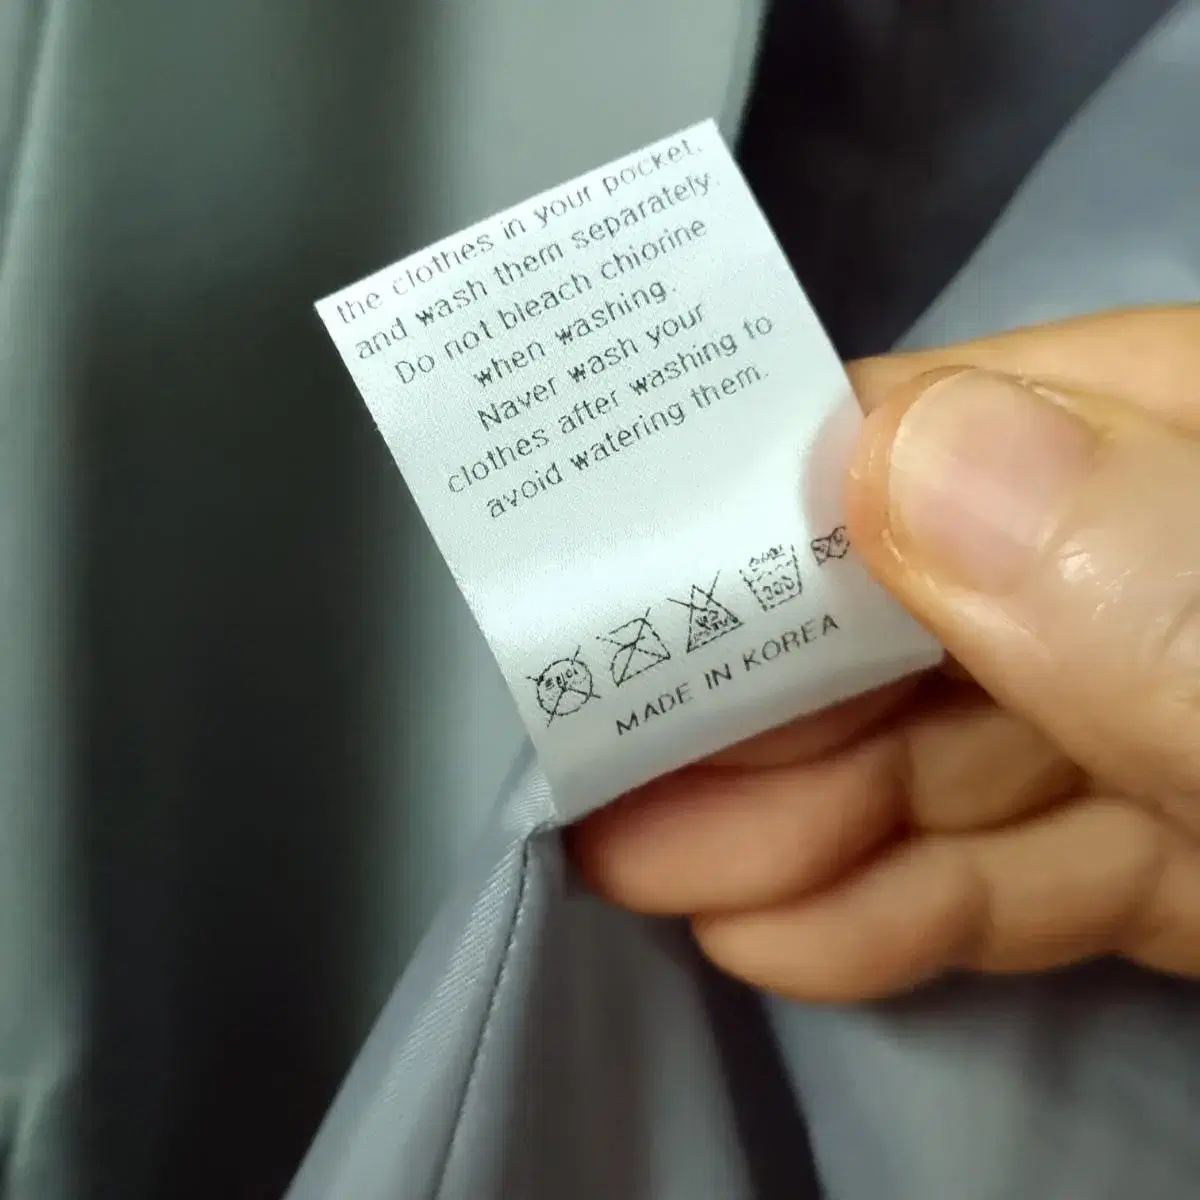 the clothes in your pocket.
and wash them separately.
Do not bleach chiorine
when washing.
Naver wash your
clothes after washing to
avoid watering them.
MADE IN KOREA